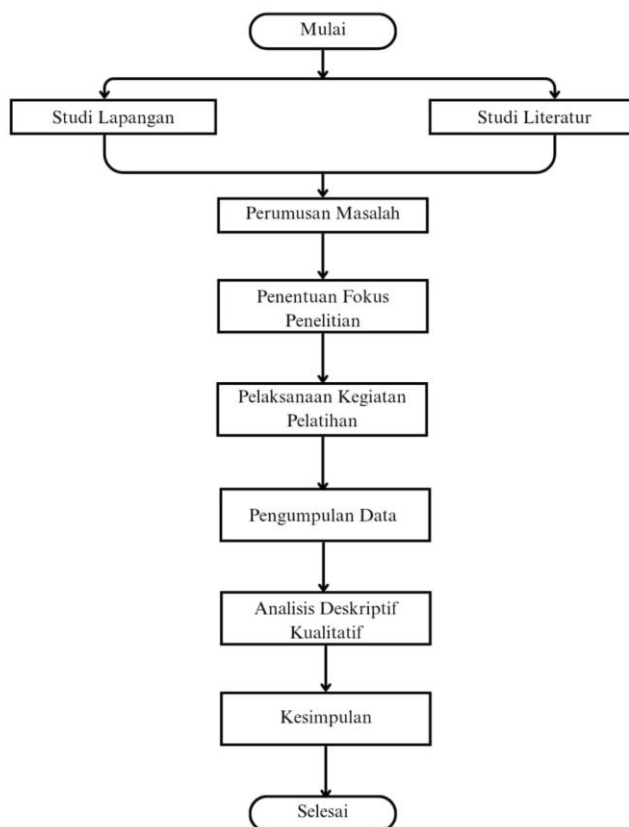 Mulai
Studi Lapangan
Studi Literatur
Perumusan Masalah
Penentuan Fokus
Penelitian
Pelaksanaan Kegiatan
Pelatihan
Pengumpulan Data
Analisis Deskriptif
Kualitatif
Kesimpulan
Selesai